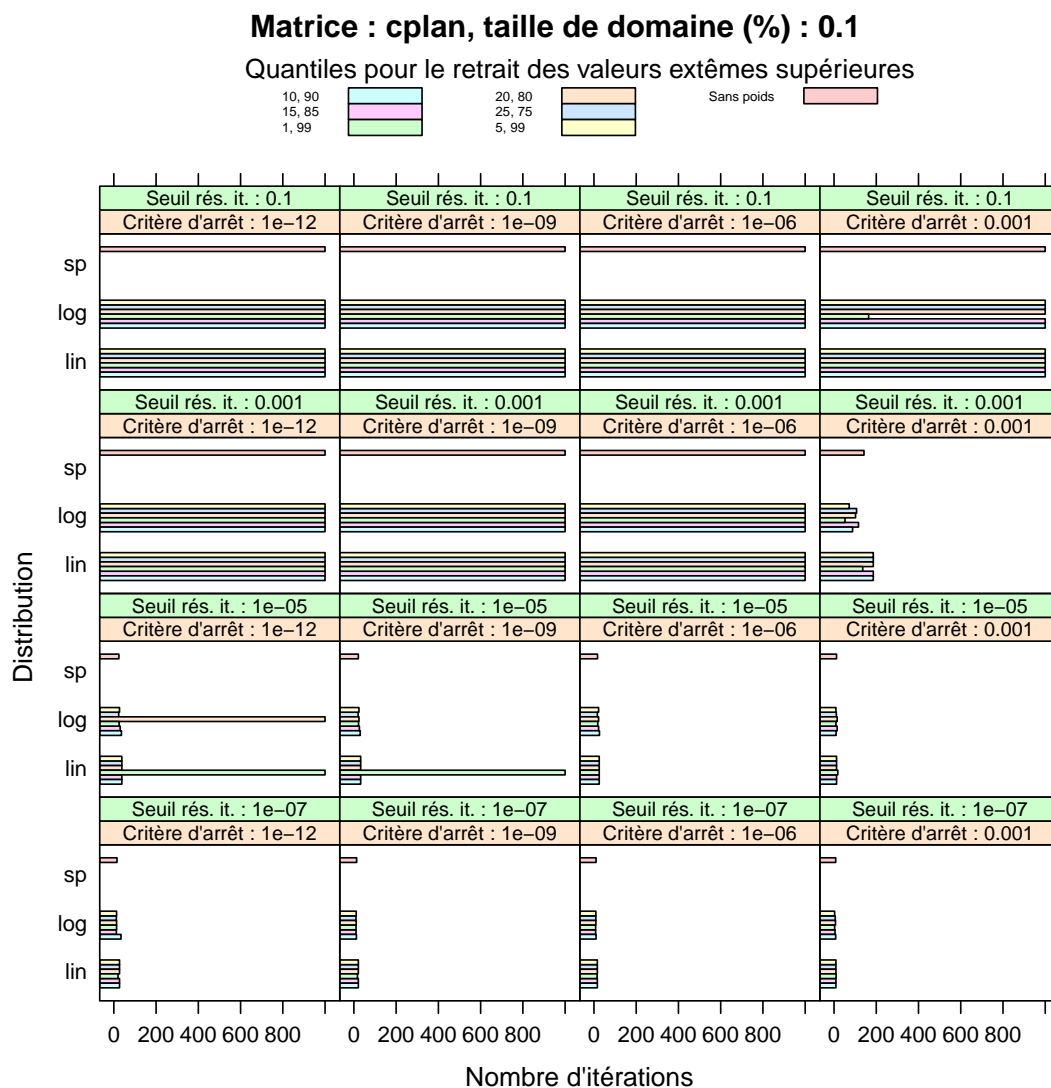 Matrice : cplan, taille de domaine (%) : 0.1
Quantiles pour le retrait des valeurs extêmes supérieures
10, 90 20, 80 Sans poids
15, 85 25, 75
1, 99 5, 99
Seuil rés. it. : 0.1 Seuil rés. it. : 0.1 Seuil rés. it. : 0.1 Seuil rés. it. : 0.1
Critère d'arrêt : 1e−12 Critère d'arrêt : 1e−09 Critère d'arrêt : 1e−06 Critère d'arrêt : 0.001
sp
log
lin
Seuil rés. it. : 0.001 Seuil rés. it. : 0.001 Seuil rés. it. : 0.001 Seuil rés. it. : 0.001
Critère d'arrêt : 1e−12 Critère d'arrêt : 1e−09 Critère d'arrêt : 1e−06 Critère d'arrêt : 0.001
sp
log
lin
Seuil rés. it. : 1e−05 Seuil rés. it. : 1e−05 Seuil rés. it. : 1e−05 Seuil rés. it. : 1e−05
Critère d'arrêt : 1e−12 Critère d'arrêt : 1e−09 Critère d'arrêt : 1e−06 Critère d'arrêt : 0.001
sp
log
lin
Seuil rés. it. : 1e−07 Seuil rés. it. : 1e−07 Seuil rés. it. : 1e−07 Seuil rés. it. : 1e−07
Critère d'arrêt : 1e−12 Critère d'arrêt : 1e−09 Critère d'arrêt : 1e−06 Critère d'arrêt : 0.001
sp
log
lin
Distribution
0 200 400 600 800 0 200 400 600 800 0 200 400 600 800 0 200 400 600 800
Nombre d'itérations